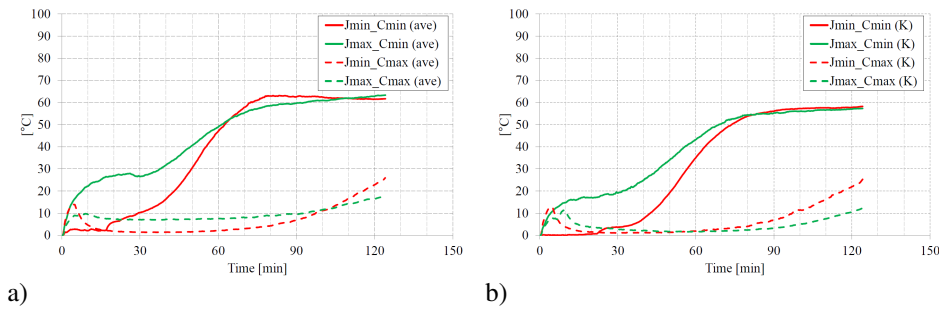 100
90
80
70
60
50
40
30
20
10
0
[°C]
0 30 60 90 120 150
Time [min]
Jmin_Cmin (ave)
Jmax_Cmin (ave)
Jmin_Cmax (ave)
Jmax_Cmax (ave)
a)
100
90
80
70
60
50
40
30
20
10
0
[°C]
0 30 60 90 120 150
Time [min]
Jmin_Cmin (K)
Jmax_Cmin (K)
Jmin_Cmax (K)
Jmax_Cmax (K)
b)